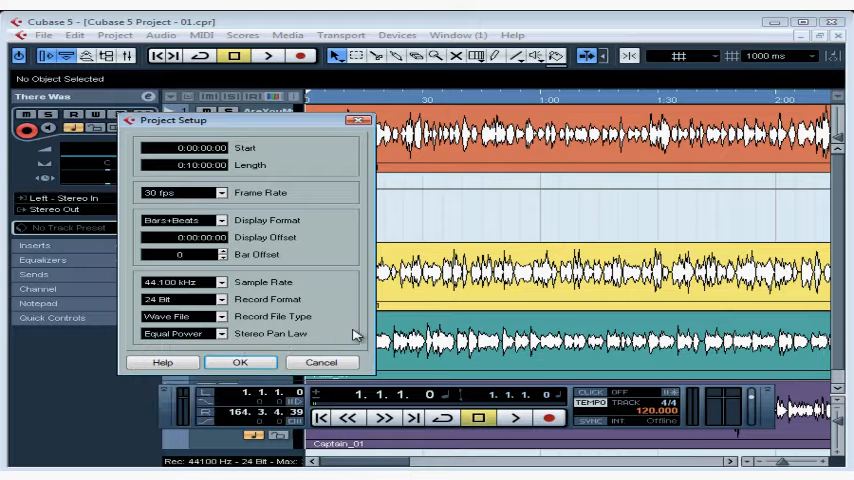 Cubase 5 - [Cubase 5 Project - 01.cpr]
File Edit Project Audio MIDI Scores Media Transport Devices Window (1) Help
1000 ms
No Object Selected
There Was
30 1:00 1:30 2:00
M S R W
1 AreYouM
Project Setup
0:00:00:00 Start
0:10:00:00 Length
30 fps Frame Rate
Bars+Beats Display Format
0:00:00:00 Display Offset
0 Bar Offset
44.100 kHz Sample Rate
24 Bit Record Format
Wave File Record File Type
Equal Power Stereo Pan Law
Help OK Cancel
C
Left - Stereo In
Stereo Out
No Track Preset
Inserts
Equalizers
Sends
Channel
Notepad
Quick Controls
L 1. 1. 1. 0
0 0
R 164. 3. 4. 39
0 0
1. 1. 1. 0
1. 1. 1. 0
CLICK OFF
TEMPO TRACK 4/4
120.000
SYNC INT. Offline
Captain_01
Rec: 44100 Hz - 24 Bit - Max: